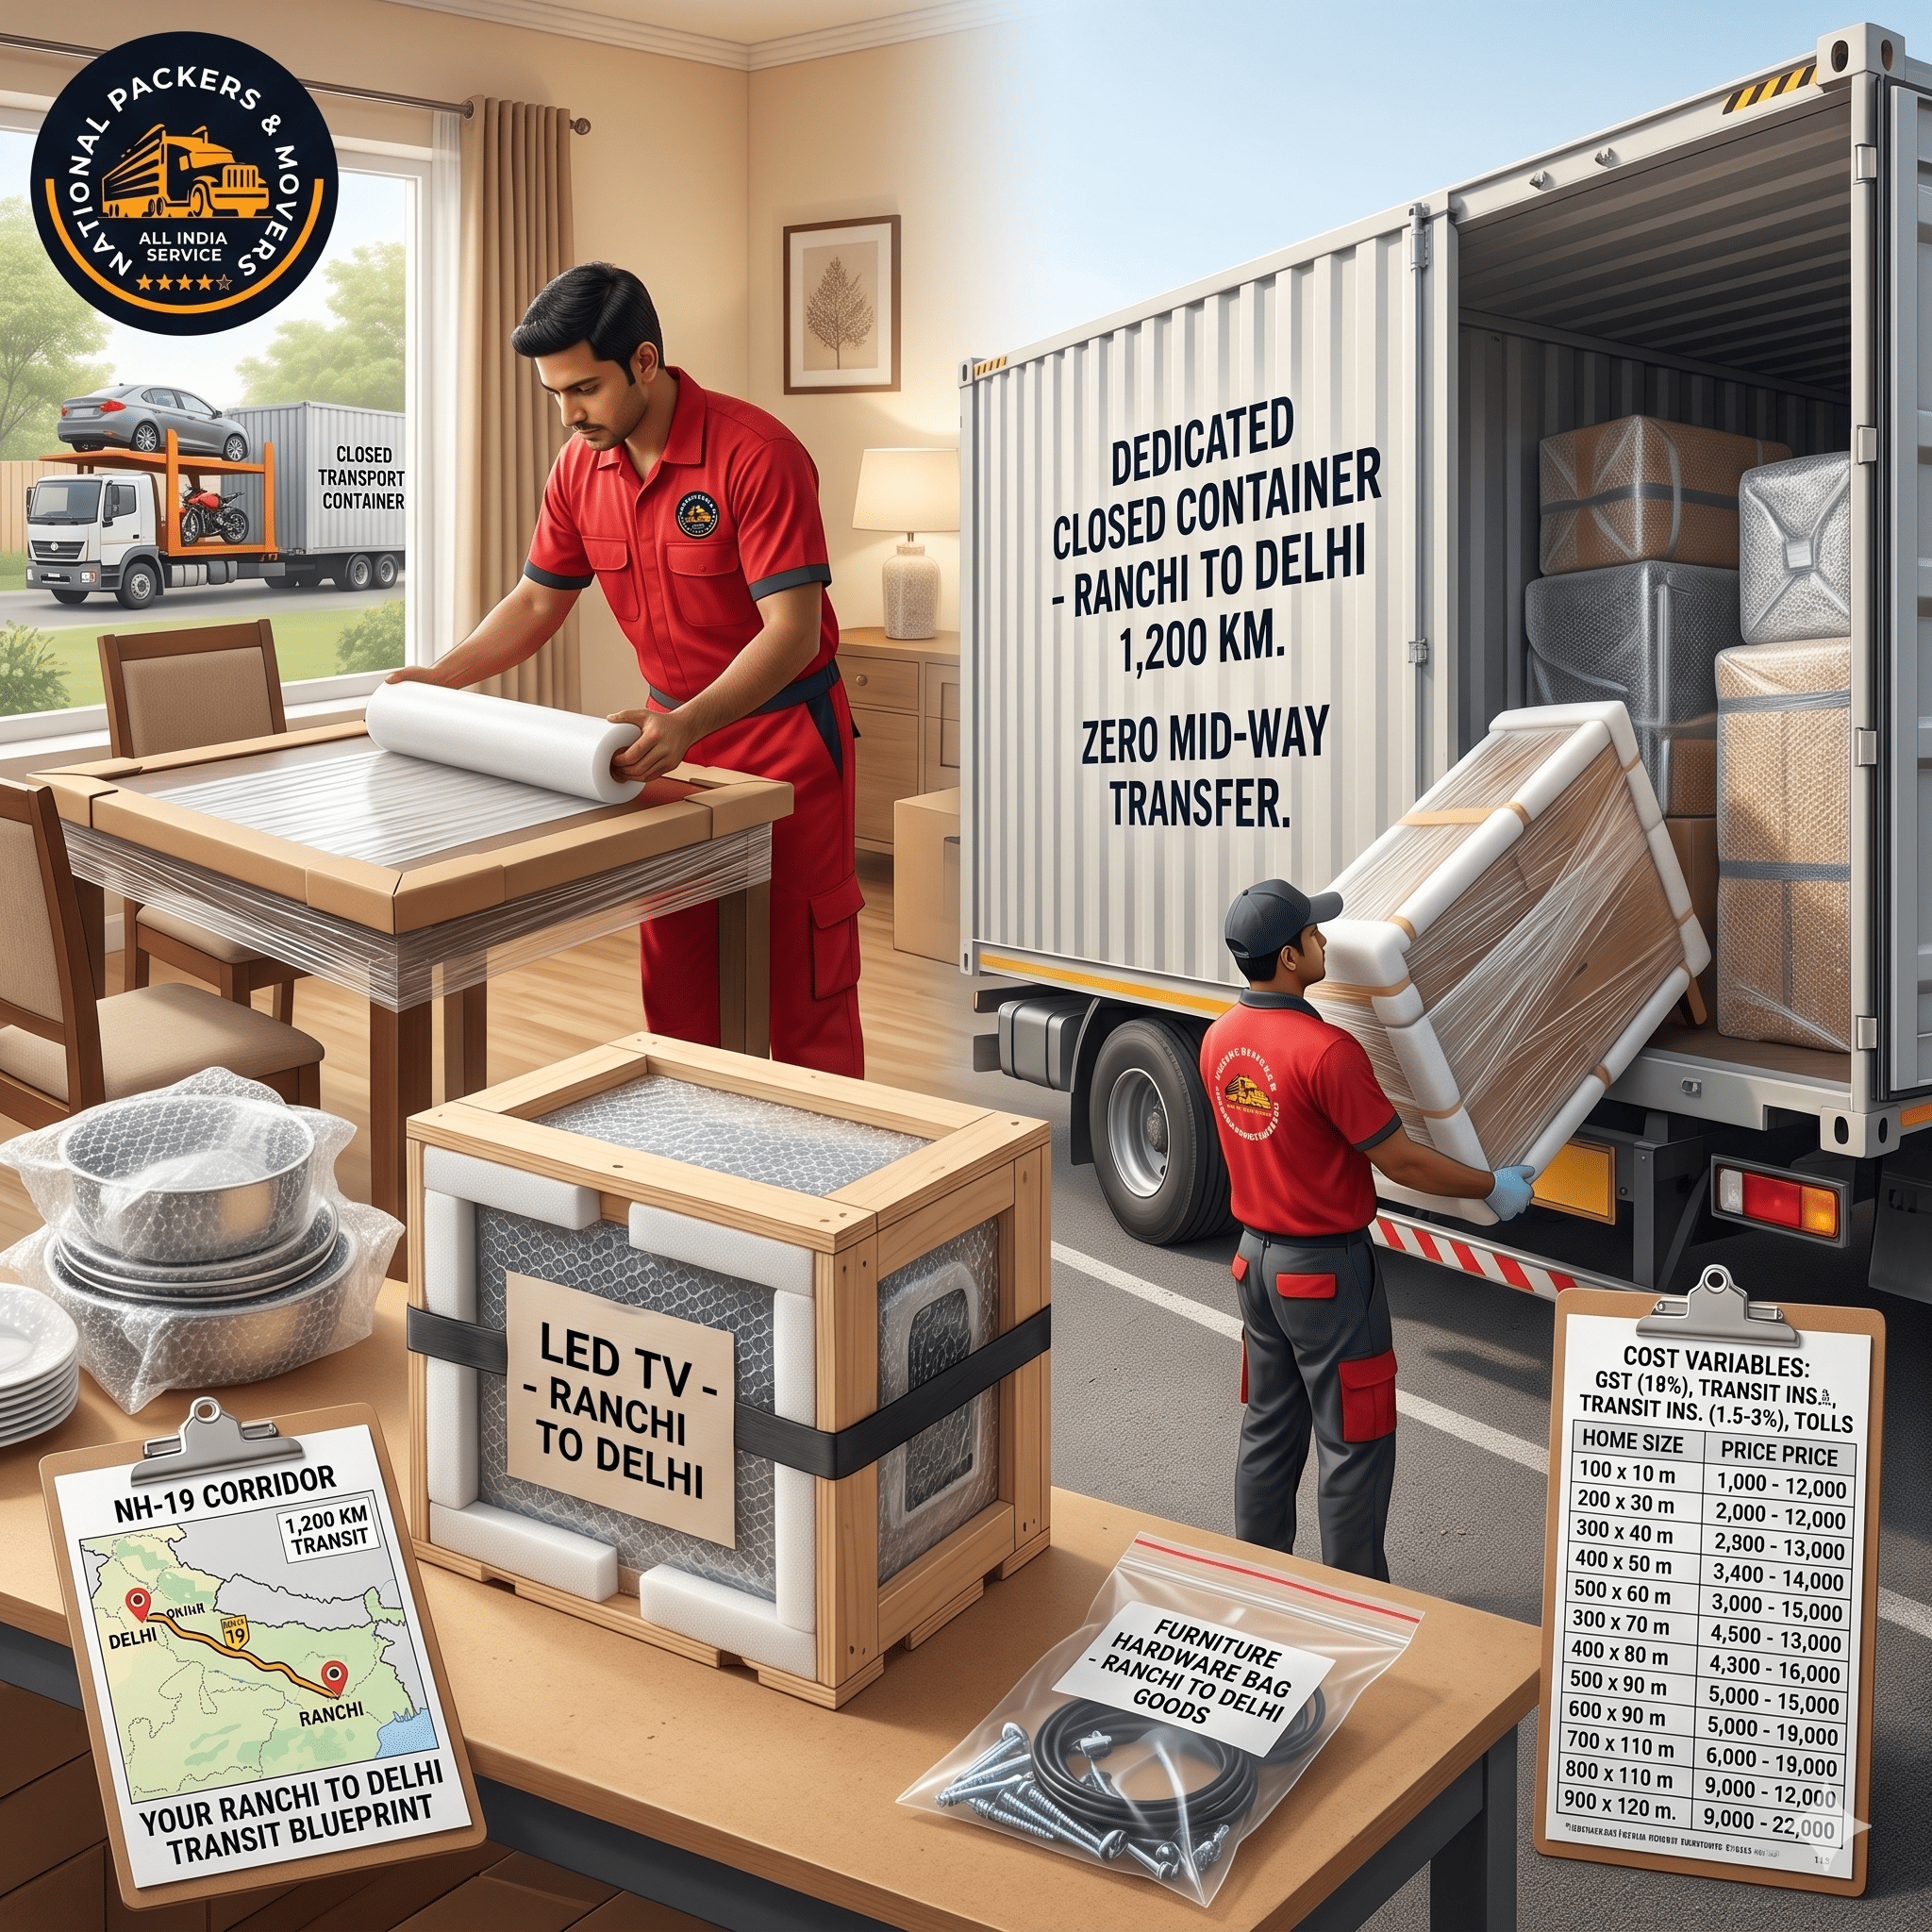 NATIONAL PACKERS & MOVERS
ALL INDIA
SERVICE
CLOSED
TRANSPORT
CONTAINER
DEDICATED
CLOSED CONTAINER
- RANCHI TO DELHI
1,200 KM.
ZERO MID-WAY
TRANSFER.
LED TV -
- RANCHI
TO DELHI
NH-19 CORRIDOR
1,200 KM
TRANSIT
DELHI
19
RANCHI
YOUR RANCHI TO DELHI
TRANSIT BLUEPRINT
FURNITURE
HARDWARE BAG
- RANCHI TO DELHI
GOODS
COST VARIABLES:
GST (18%), TRANSIT INS.
TRANSIT INS. (1.5-3%), TOLLS
HOME SIZE PRICE PRICE
100 x 10 m 1,000 - 12,000
200 x 30 m 2,000 - 12,000
300 x 40 m 2,900 - 13,000
400 x 50 m 3,400 - 14,000
500 x 60 m 3,000 - 15,000
300 x 70 m 4,500 - 13,000
400 x 80 m 4,300 - 16,000
500 x 90 m 5,000 - 15,000
600 x 90 m 5,000 - 19,000
700 x 110 m 6,000 - 19,000
800 x 110 m 9,000 - 12,000
900 x 120 m. 9,000 - 22,000